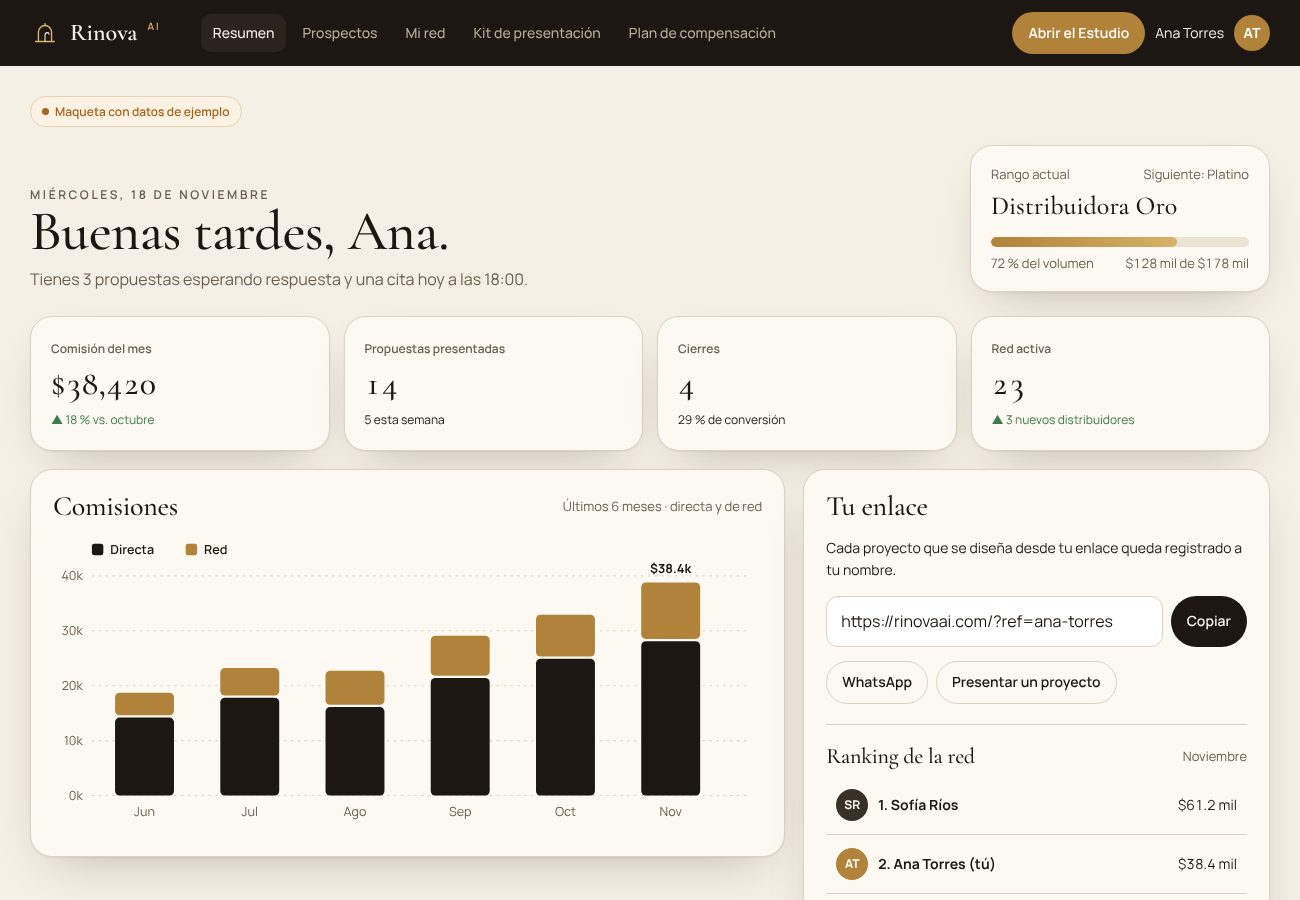 Rinova AI
Resumen
Prospectos
Mi red
Kit de presentación
Plan de compensación
Abrir el Estudio
Ana Torres
AT
Maqueta con datos de ejemplo
MIÉRCOLES, 18 DE NOVIEMBRE
Buenas tardes, Ana.
Tienes 3 propuestas esperando respuesta y una cita hoy a las 18:00.
Rango actual
Siguiente: Platino
Distribuidora Oro
72 % del volumen
$128 mil de $178 mil
Comisión del mes
$38,420
▲ 18 % vs. octubre
Propuestas presentadas
14
5 esta semana
Cierres
4
29 % de conversión
Red activa
23
▲ 3 nuevos distribuidores
Comisiones
Últimos 6 meses · directa y de red
Directa
Red
$38.4k
40k
30k
20k
10k
0k
Jun
Jul
Ago
Sep
Oct
Nov
Tu enlace
Cada proyecto que se diseña desde tu enlace queda registrado a
tu nombre.
https://rinovaai.com/?ref=ana-torres
Copiar
WhatsApp
Presentar un proyecto
Ranking de la red
Noviembre
SR
1. Sofía Ríos
$61.2 mil
AT
2. Ana Torres (tú)
$38.4 mil